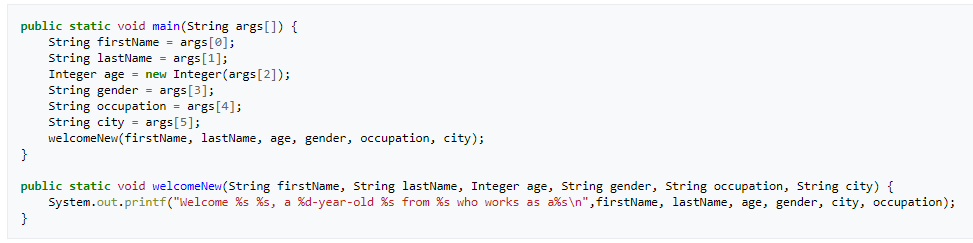 public static void main(String args[]) {
    String firstName = args[0];
    String lastName = args[1];
    Integer age = new Integer(args[2]);
    String gender = args[3];
    String occupation = args[4];
    String city = args[5];
    welcomeNew(firstName, lastName, age, gender, occupation, city);
}

public static void welcomeNew(String firstName, String lastName, Integer age, String gender, String occupation, String city) {
    System.out.printf("Welcome %s %s, a %d-year-old %s from %s who works as a%s\n",firstName, lastName, age, gender, city, occupation);
}